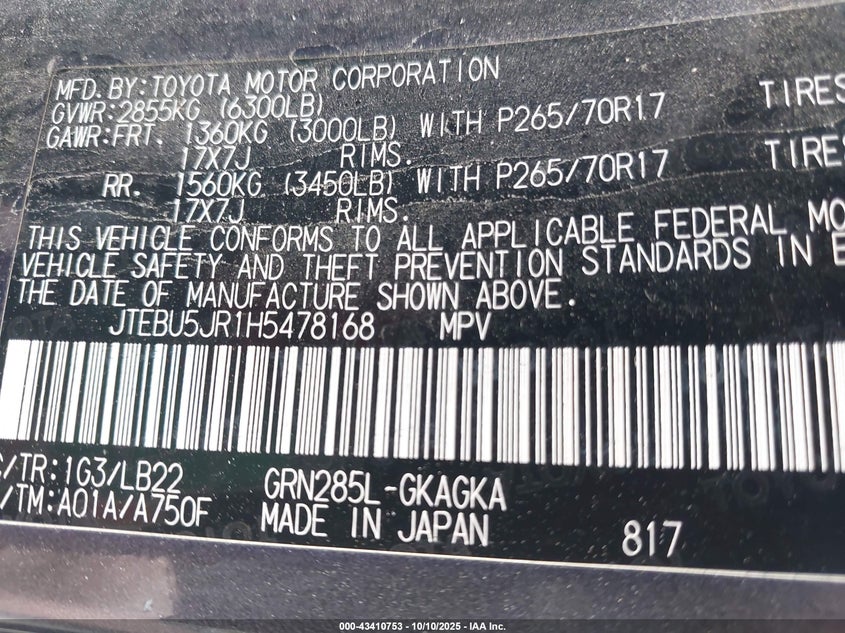 MFD. BY: TOYOTA MOTOR CORPORATION
GVWR: 2855KG (6300LB)
GAWR: FRT. 1360KG (3000LB) WITH P265/70R17 TIRES
17X7J RIMS.
RR. 1560KG (3450LB) WITH P265/70R17 TIRES
17X7J RIMS.
THIS VEHICLE CONFORMS TO ALL APPLICABLE FEDERAL MO
VEHICLE SAFETY AND THEFT PREVENTION STANDARDS IN E
THE DATE OF MANUFACTURE SHOWN ABOVE.
JTEBU5JR1H5478168 MPV
/TR: 1G3/LB22 GRN285L-GKAGKA
/TM: A01A/A750F MADE IN JAPAN 817
000-43410753 - 10/10/2025 - IAA Inc.